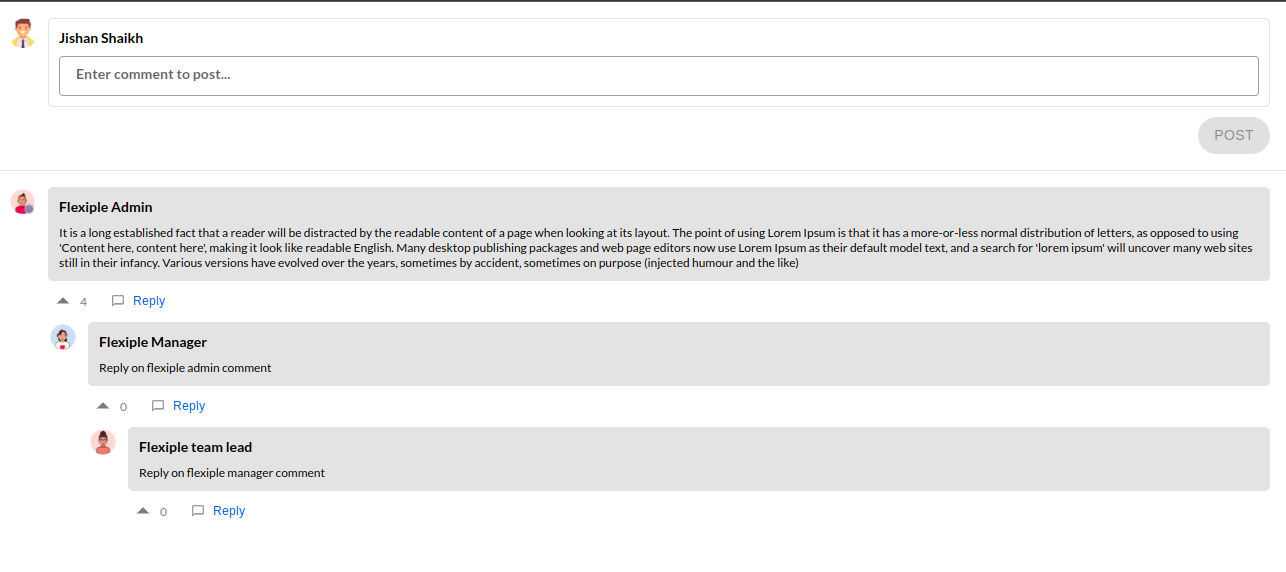 Jishan Shaikh
Enter comment to post...
POST
Flexiple Admin
It is a long established fact that a reader will be distracted by the readable content of a page when looking at its layout. The point of using Lorem Ipsum is that it has a more-or-less normal distribution of letters, as opposed to using
'Content here, content here', making it look like readable English. Many desktop publishing packages and web page editors now use Lorem Ipsum as their default model text, and a search for 'lorem ipsum' will uncover many web sites
still in their infancy. Various versions have evolved over the years, sometimes by accident, sometimes on purpose (injected humour and the like)
4 Reply
Flexiple Manager
Reply on flexiple admin comment
0 Reply
Flexiple team lead
Reply on flexiple manager comment
0 Reply